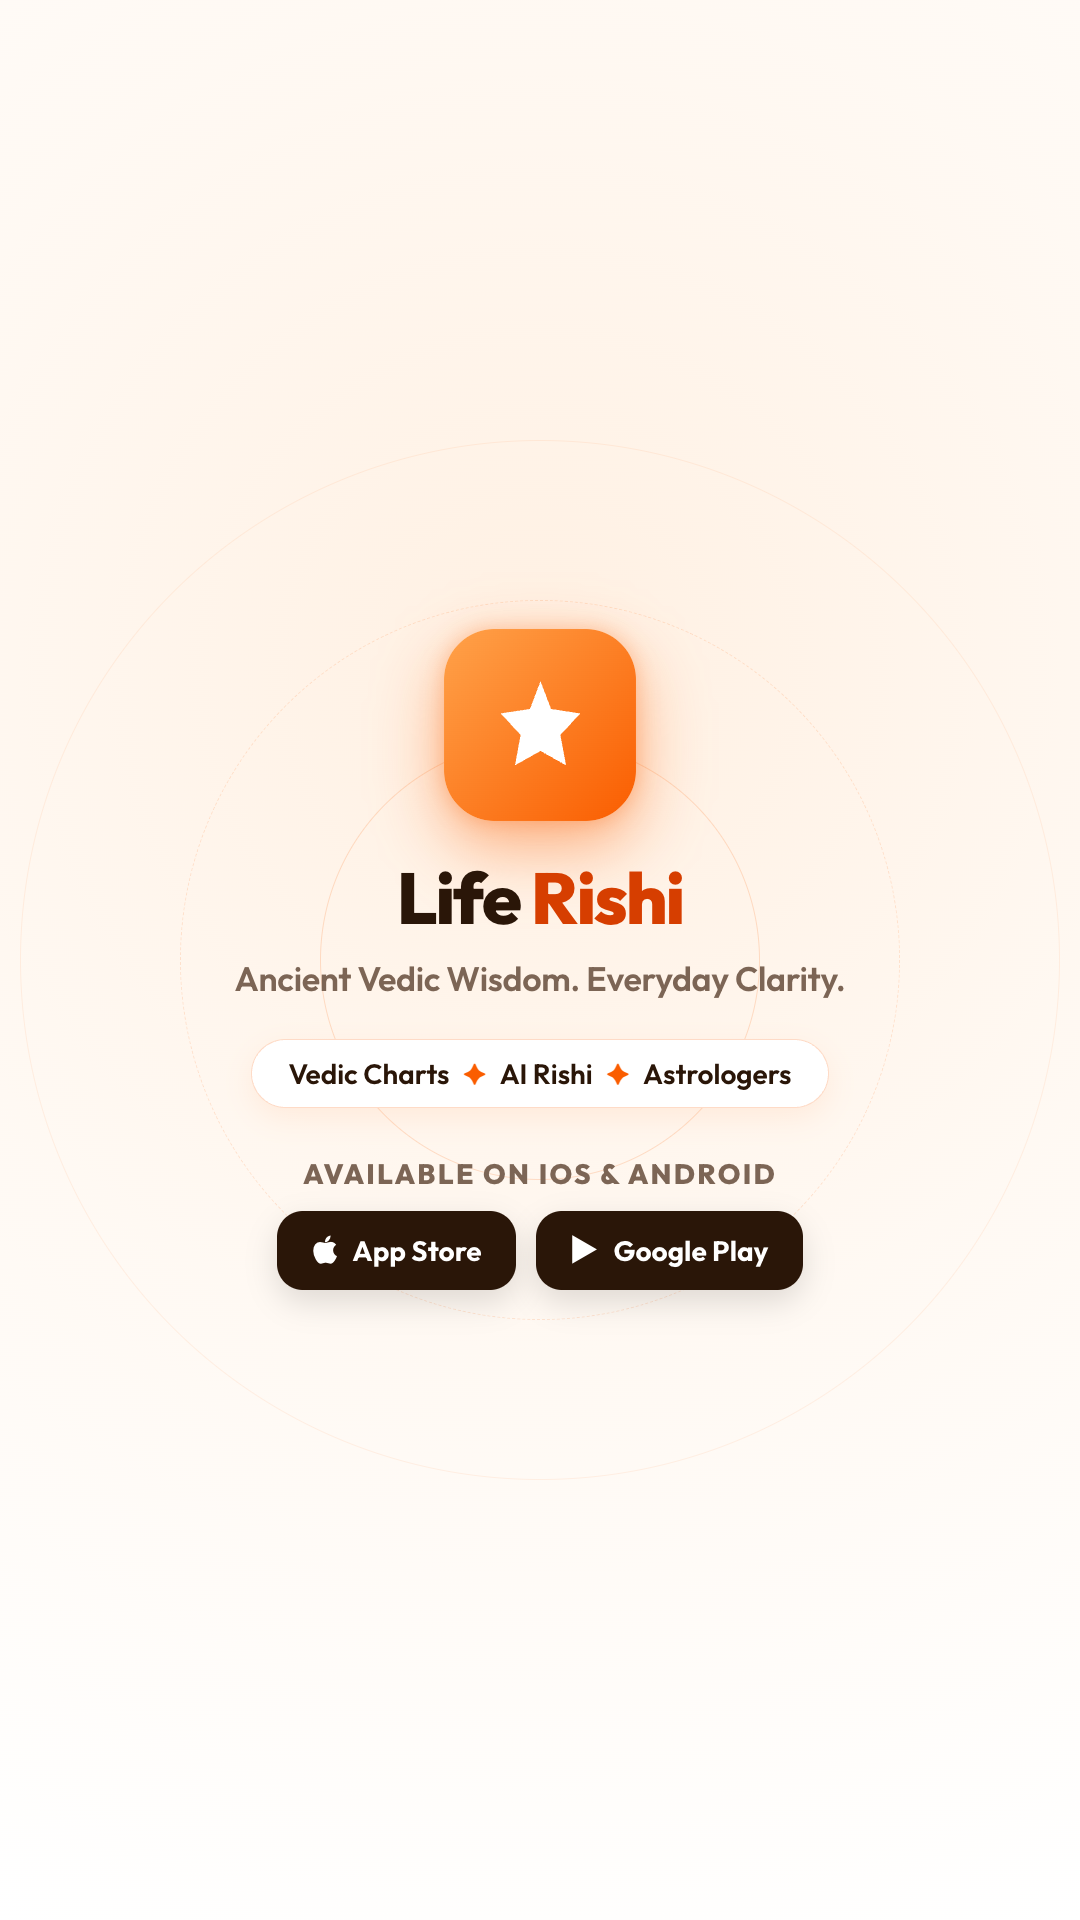 Life Rishi
Ancient Vedic Wisdom. Everyday Clarity.
Vedic Charts ✦ AI Rishi ✦ Astrologers
AVAILABLE ON IOS & ANDROID
App Store
Google Play